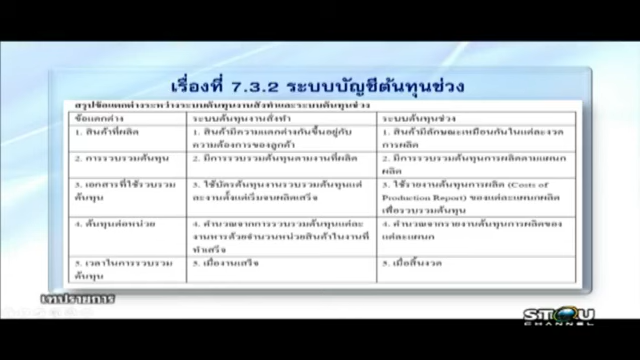 เรื่องที่ 7.3.2 ระบบบัญชีต้นทุนช่วง
สรุปข้อแตกต่างระหว่างระบบต้นทุนงานสั่งทำและระบบต้นทุนช่วง
ข้อแตกต่าง ระบบต้นทุนงานสั่งทำ ระบบต้นทุนช่วง
1. สินค้าที่ผลิต 1. สินค้ามีความแตกต่างกันขึ้นอยู่กับ 1. สินค้ามีลักษณะเหมือนกันในแต่ละงวด
ความต้องการของลูกค้า การผลิต
2. การรวบรวมต้นทุน 2. มีการรวบรวมต้นทุนตามงานที่ผลิต 2. มีการรวบรวมต้นทุนการผลิตตามแผนก
ผลิต
3. เอกสารที่ใช้รวบรวม 3. ใช้บัตรต้นทุนงานรวบรวมต้นทุนแต่ 3. ใช้รายงานต้นทุนการผลิต (Costs of
ต้นทุน ละงานตั้งแต่เริ่มจนผลิตเสร็จ Production Report) ของแต่ละแผนกผลิต
เพื่อรวบรวมต้นทุน
4. ต้นทุนต่อหน่วย 4. คำนวณจากการรวบรวมต้นทุนแต่ละ 4. คำนวณจากรายงานต้นทุนการผลิตของ
งานหารด้วยจำนวนหน่วยสินค้าในงานที่ แต่ละแผนก
ทำเสร็จ
5. เวลาในการรวบรวม 5. เมื่องานเสร็จ 5. เมื่อสิ้นงวด
ต้นทุน
เทปรายการ
STOU
CHANNEL